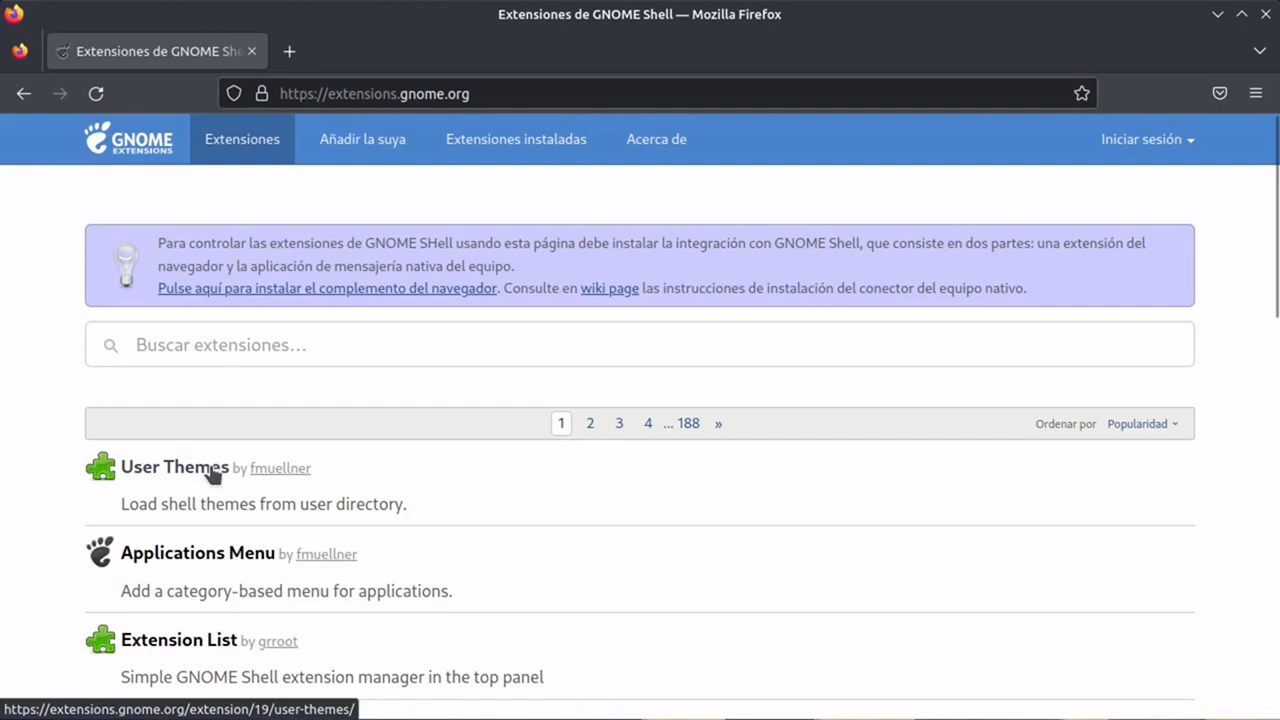 Extensiones de GNOME Shell — Mozilla Firefox
Extensiones de GNOME She
https://extensions.gnome.org
GNOME EXTENSIONS
Extensiones
Añadir la suya
Extensiones instaladas
Acerca de
Iniciar sesión
Para controlar las extensiones de GNOME SHell usando esta página debe instalar la integración con GNOME Shell, que consiste en dos partes: una extensión del
navegador y la aplicación de mensajería nativa del equipo.
Pulse aquí para instalar el complemento del navegador. Consulte en wiki page las instrucciones de instalación del conector del equipo nativo.
Buscar extensiones...
1 2 3 4 ... 188 »
Ordenar por Popularidad
User Themes by fmuellner
Load shell themes from user directory.
Applications Menu by fmuellner
Add a category-based menu for applications.
Extension List by grroot
Simple GNOME Shell extension manager in the top panel
https://extensions.gnome.org/extension/19/user-themes/